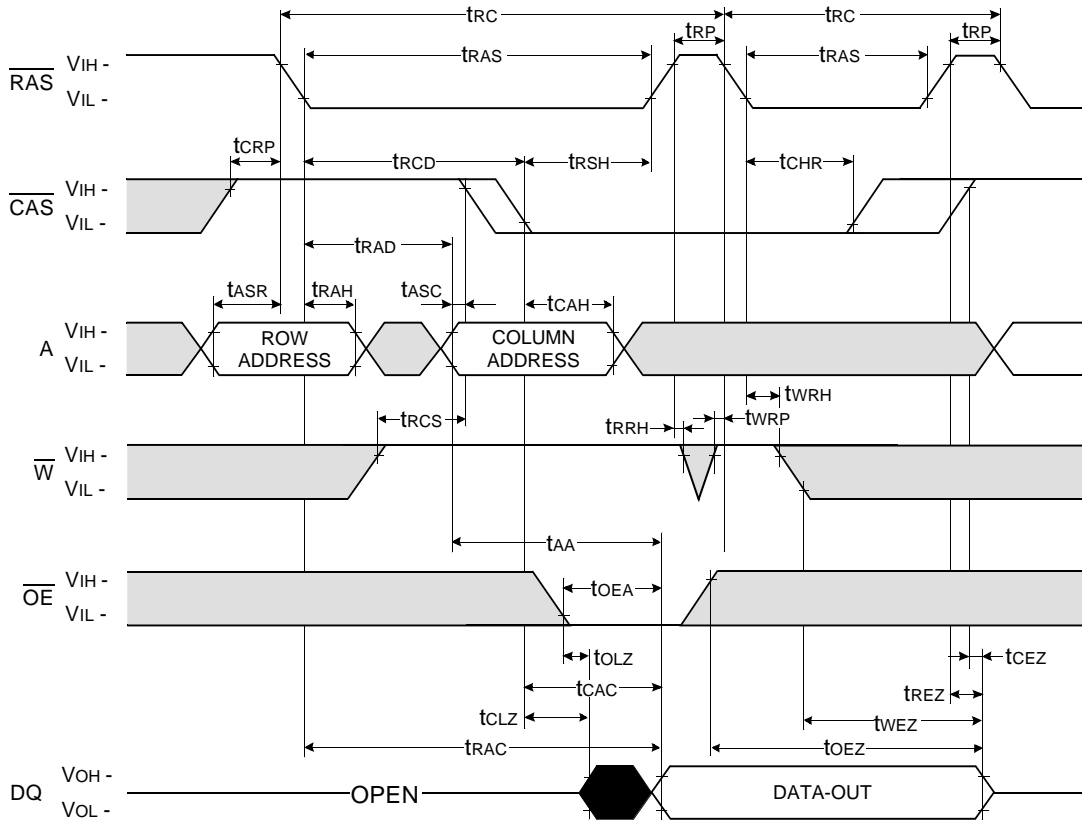 tRC tRC
tRP tRP
tRAS tRAS
RAS VIH -
VIL -
tCRP tRCD tRSH tCHR
CAS VIH -
VIL -
tRAD
tASR tRAH tASC tCAH
A VIH -
VIL -
ROW
ADDRESS
COLUMN
ADDRESS
tWRH
tRCS tRRH tWRP
W VIH -
VIL -
tAA
OE VIH -
VIL -
tOEA
tOLZ tCEZ
tCAC tREZ
tCLZ tWEZ
tRAC tOEZ
DQ VOH -
VOL -
OPEN DATA-OUT